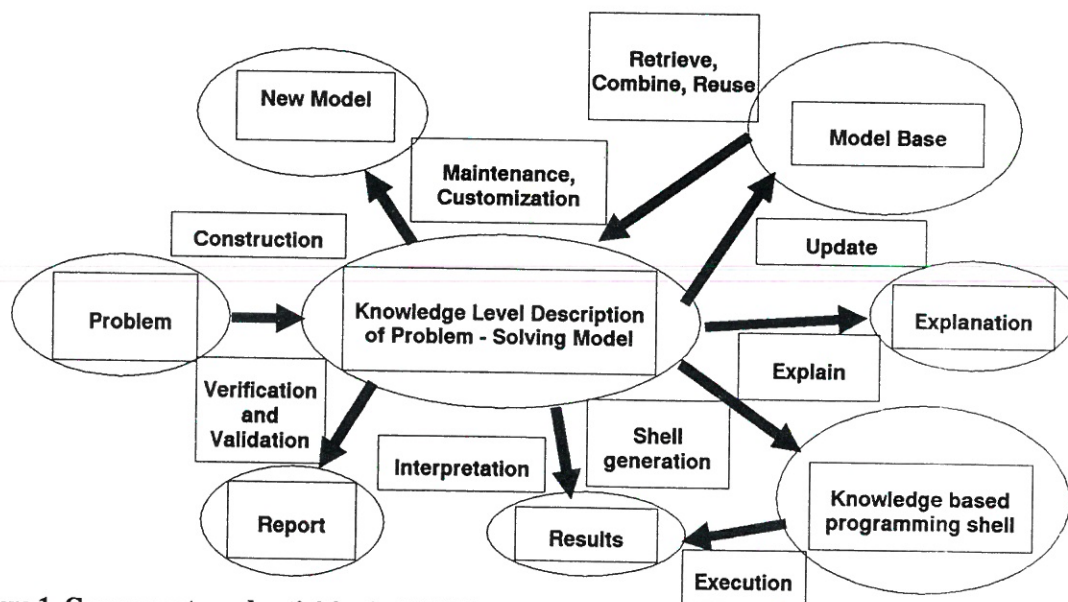 Retrieve,
Combine, Reuse
New Model
Model Base
Maintenance,
Customization
Construction
Update
Problem
Knowledge Level Description
of Problem - Solving Model
Explanation
Explain
Verification
and
Validation
Interpretation
Shell
generation
Report
Results
Knowledge based
programming shell
Execution